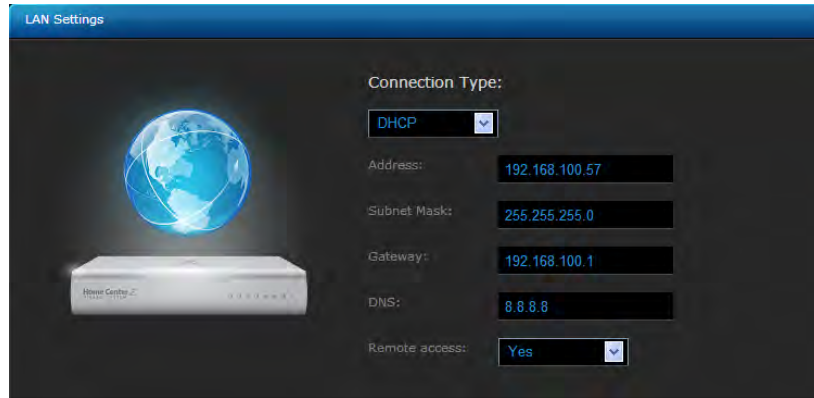 LAN Settings
Connection Type:
DHCP
Address: 192.168.100.57
Subnet Mask: 255.255.255.0
Gateway: 192.168.100.1
DNS: 8.8.8.8
Remote access: Yes
Home Center 2